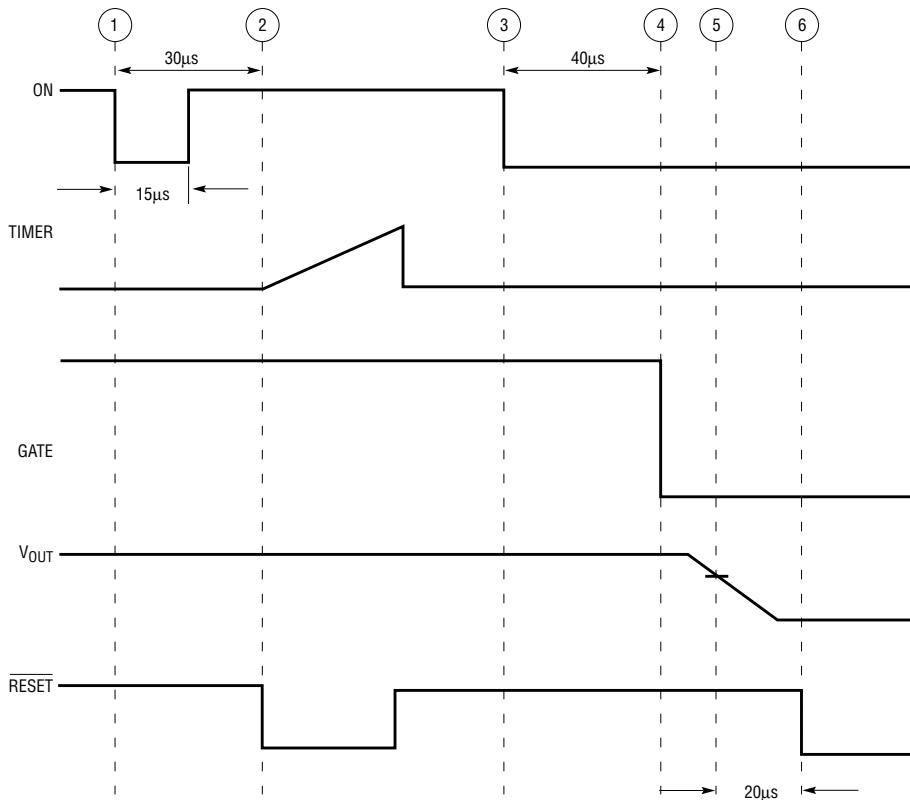 1 2 3 4 5 6
30μs 40μs
ON
15μs
TIMER
GATE
VOUT
RESET
20μs